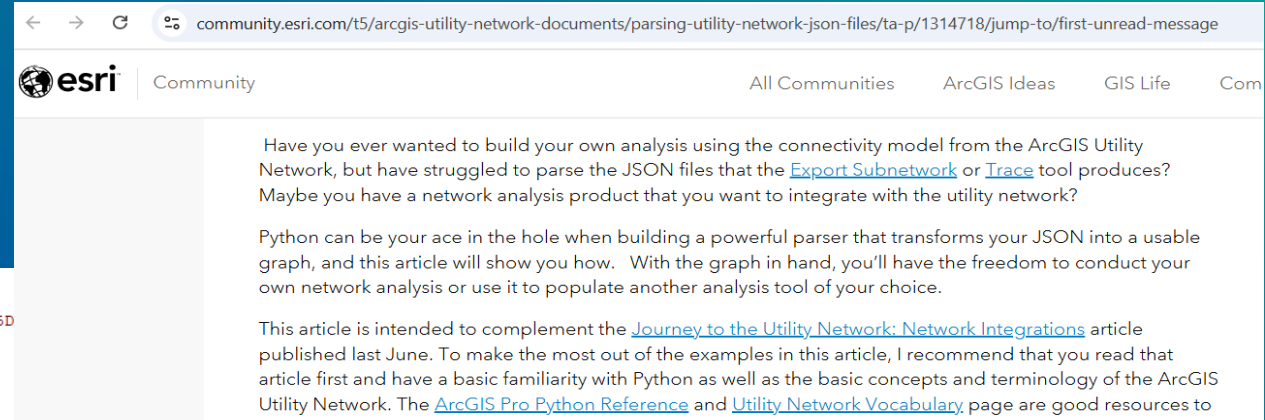 community.esri.com/t5/arcgis-utility-network-documents/parsing-utility-network-json-files/ta-p/1314718/jump-to/first-unread-message
esri Community All Communities ArcGIS Ideas GIS Life Com
Have you ever wanted to build your own analysis using the connectivity model from the ArcGIS Utility
Network, but have struggled to parse the JSON files that the Export Subnetwork or Trace tool produces?
Maybe you have a network analysis product that you want to integrate with the utility network?
Python can be your ace in the hole when building a powerful parser that transforms your JSON into a usable
graph, and this article will show you how. With the graph in hand, you’ll have the freedom to conduct your
own network analysis or use it to populate another analysis tool of your choice.
This article is intended to complement the Journey to the Utility Network: Network Integrations article
published last June. To make the most out of the examples in this article, I recommend that you read that
article first and have a basic familiarity with Python as well as the basic concepts and terminology of the ArcGIS
Utility Network. The ArcGIS Pro Python Reference and Utility Network Vocabulary page are good resources to